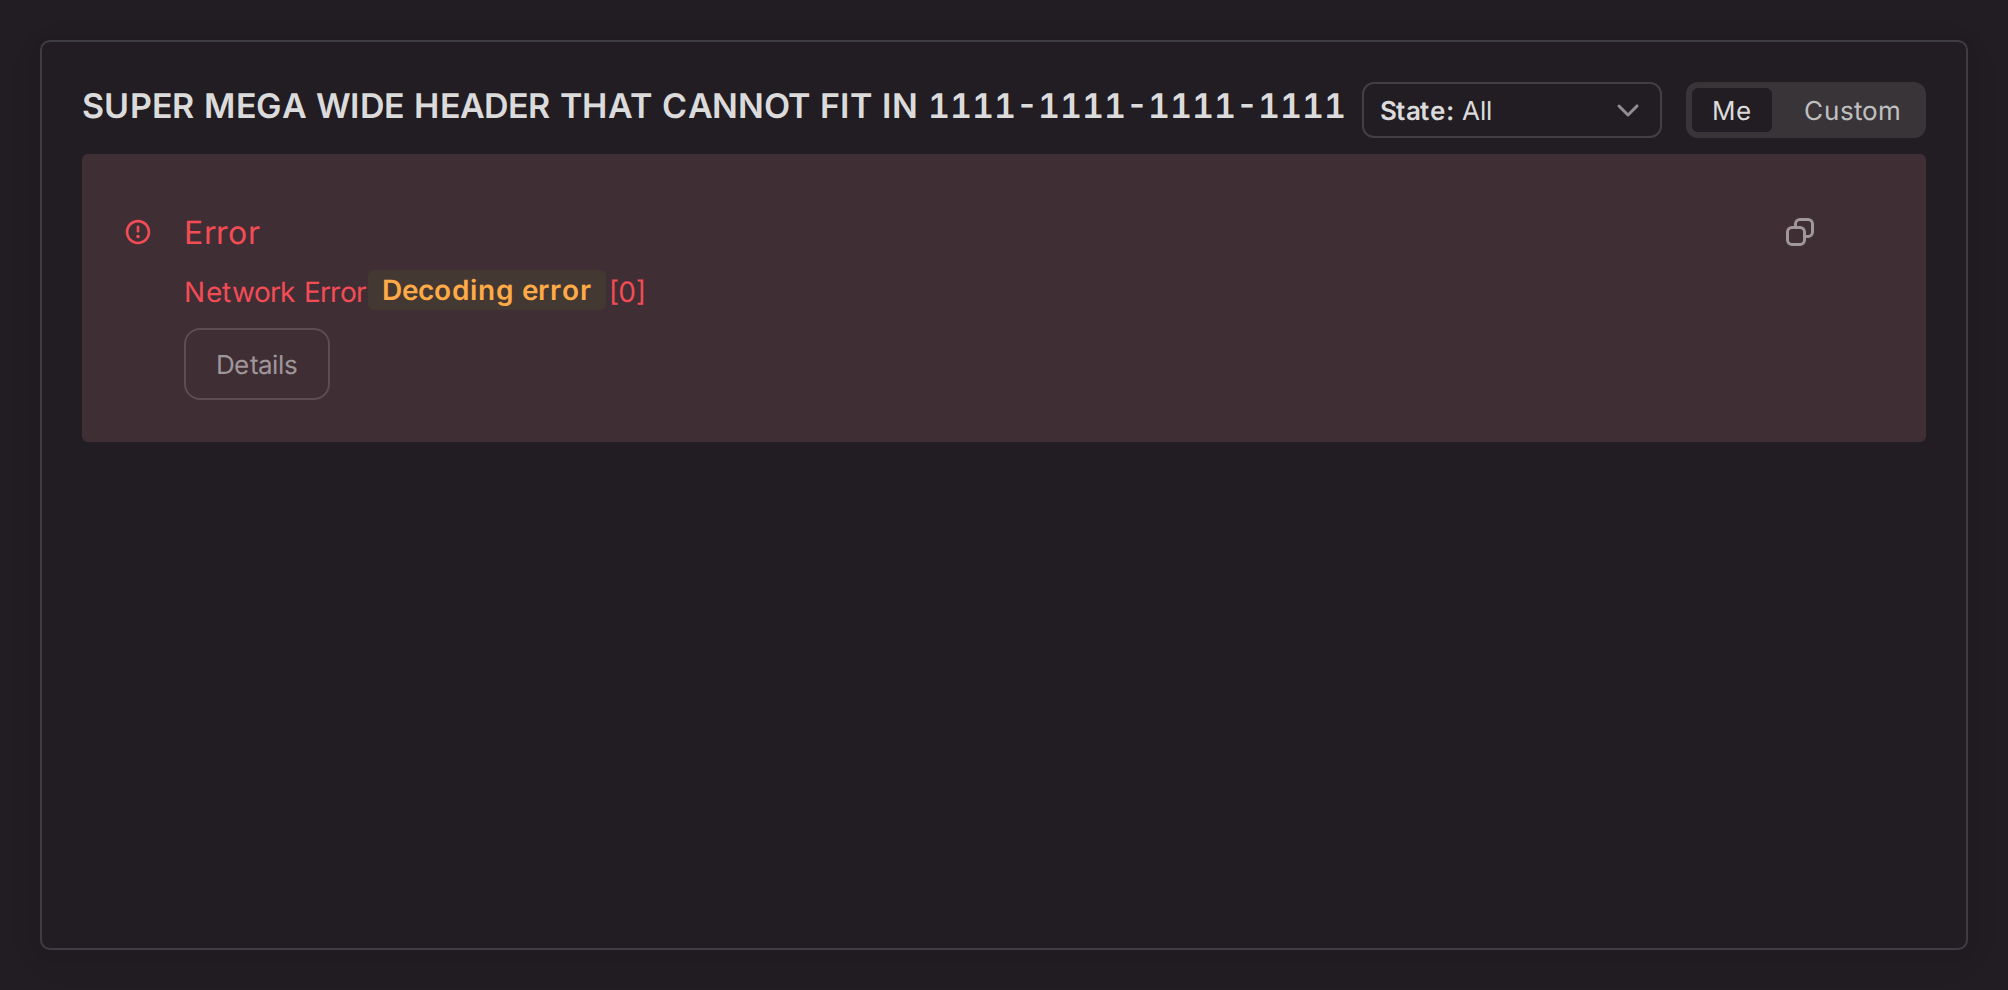 SUPER MEGA WIDE HEADER THAT CANNOT FIT IN 1111-1111-1111-1111 State: All Me Custom
Error
Network Error Decoding error [0]
Details